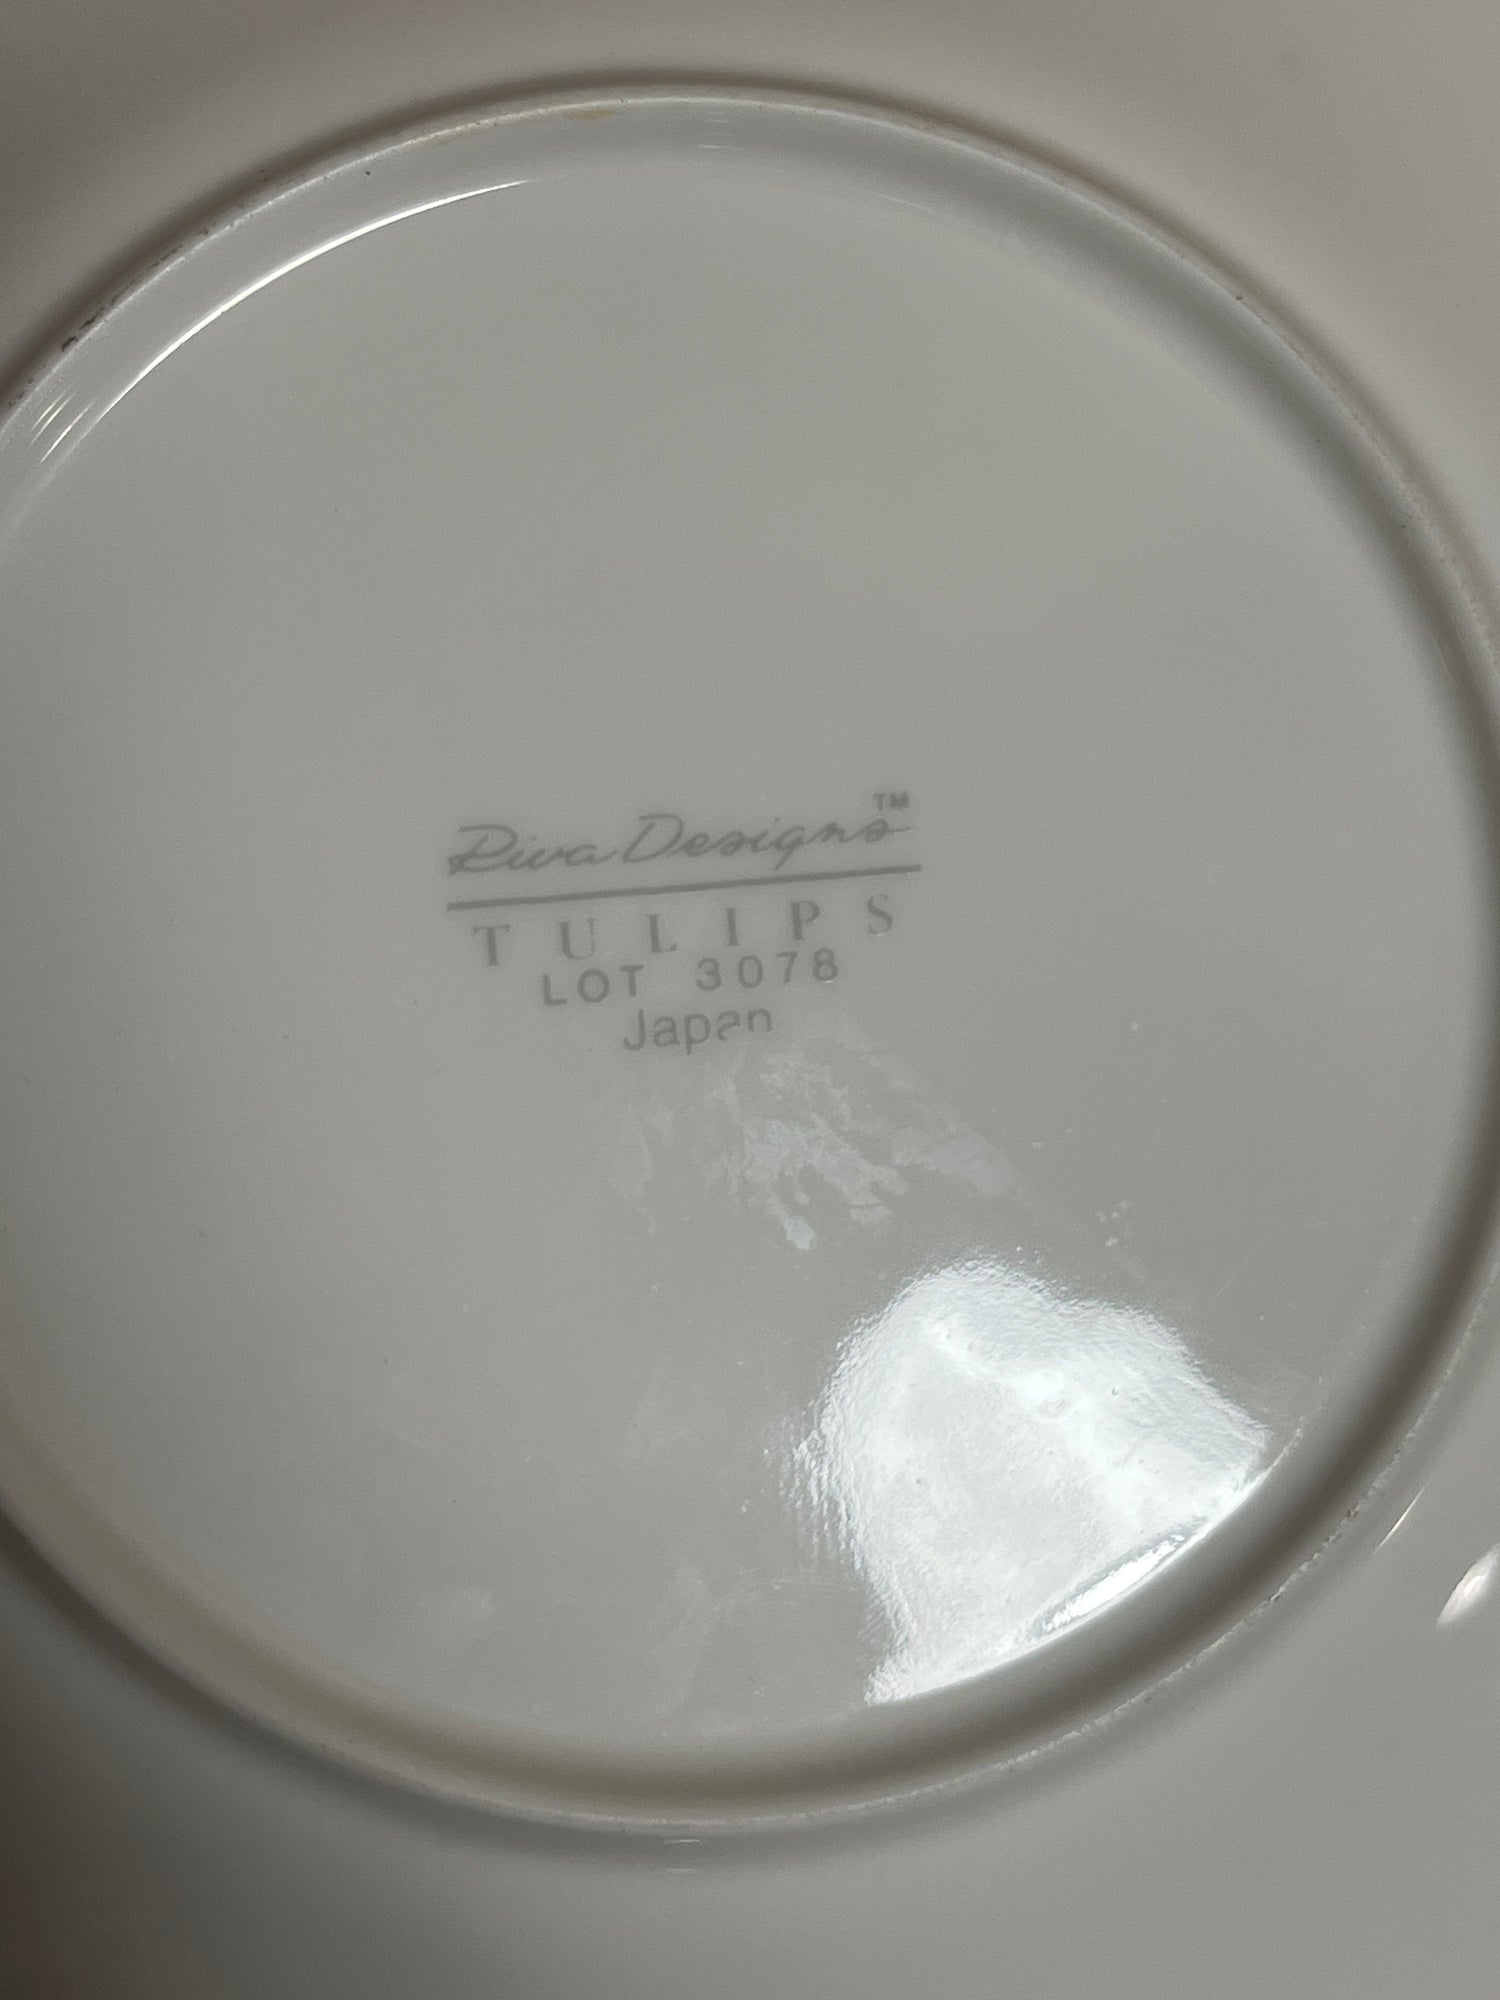 Riva Designs™
TULIPS
LOT 3078
Japan